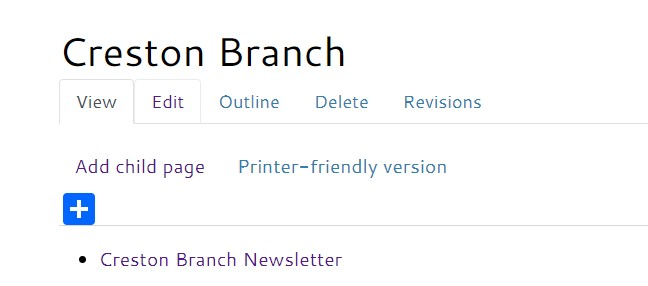 Creston Branch
View Edit Outline Delete Revisions
Add child page Printer-friendly version
Creston Branch Newsletter